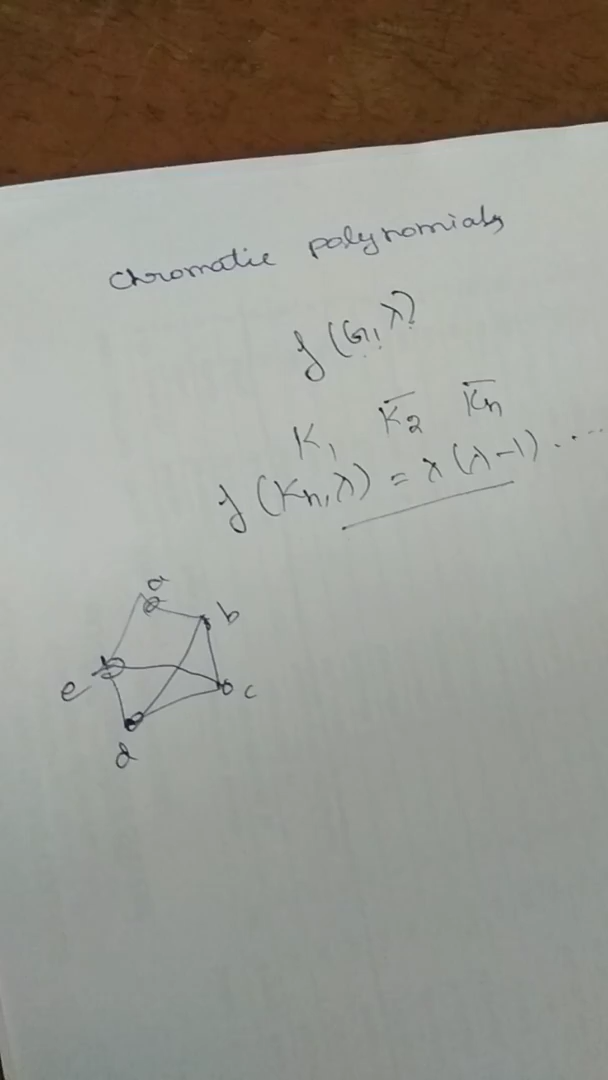 chromatic polynomials
f(G, λ)
K₁ K̅₂ K̅n
f(Kn, λ) = λ(λ-1)....
a
b
e
c
d